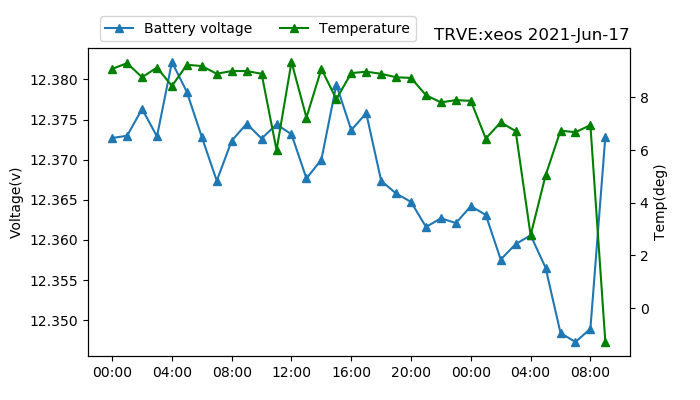 Battery voltage
Temperature
TRVE:xeos 2021-Jun-17
12.380
12.375
12.370
12.365
12.360
12.355
12.350
Voltage(v)
8
6
4
2
0
Temp(deg)
00:00 04:00 08:00 12:00 16:00 20:00 00:00 04:00 08:00